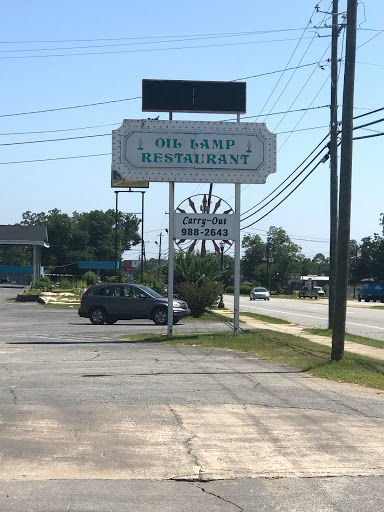 OIL LAMP
RESTAURANT
Carry-Out
988-2643